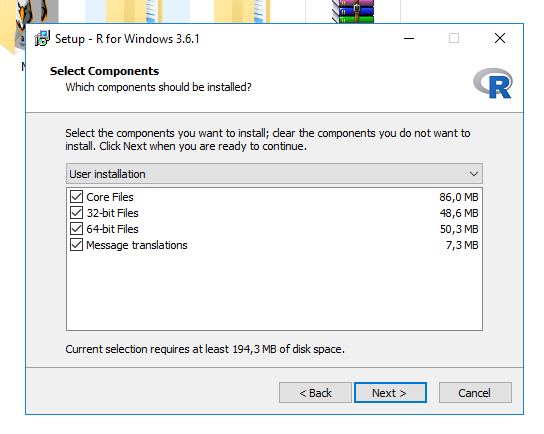 Setup - R for Windows 3.6.1
Select Components
Which components should be installed?
R
Select the components you want to install; clear the components you do not want to
install. Click Next when you are ready to continue.
User installation
Core Files 86,0 MB
32-bit Files 48,6 MB
64-bit Files 50,3 MB
Message translations 7,3 MB
Current selection requires at least 194,3 MB of disk space.
< Back Next > Cancel